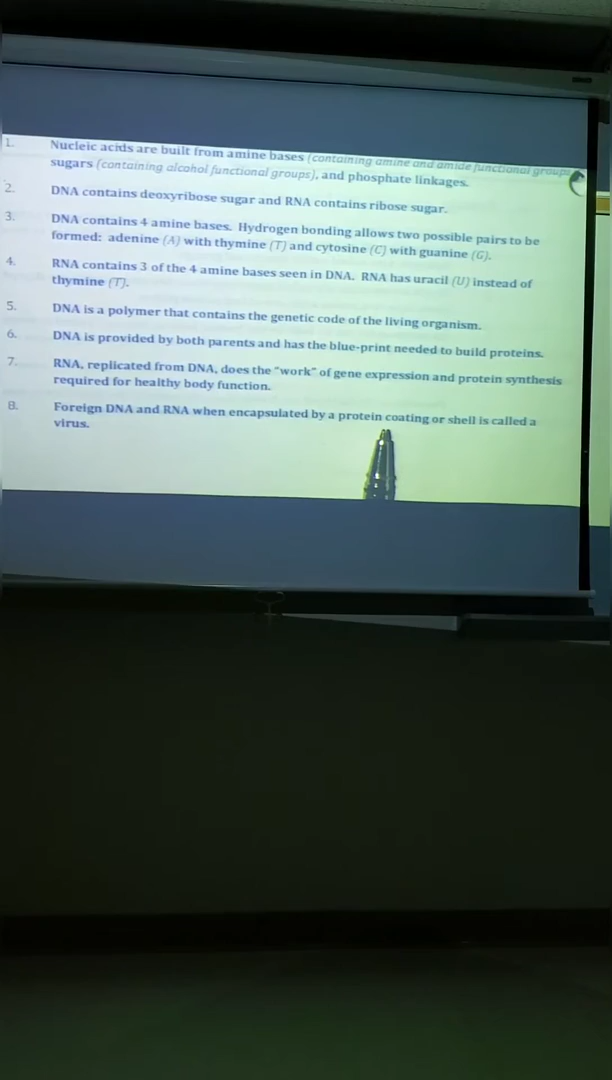 1. Nucleic acids are built from amine bases (containing amine and amide functional groups
sugars (containing alcohol functional groups), and phosphate linkages.
2. DNA contains deoxyribose sugar and RNA contains ribose sugar.
3. DNA contains 4 amine bases. Hydrogen bonding allows two possible pairs to be
formed: adenine (A) with thymine (T) and cytosine (C) with guanine (G).
4. RNA contains 3 of the 4 amine bases seen in DNA. RNA has uracil (U) instead of
thymine (T).
5. DNA is a polymer that contains the genetic code of the living organism.
6. DNA is provided by both parents and has the blue-print needed to build proteins.
7. RNA, replicated from DNA, does the "work" of gene expression and protein synthesis
required for healthy body function.
8. Foreign DNA and RNA when encapsulated by a protein coating or shell is called a
virus.